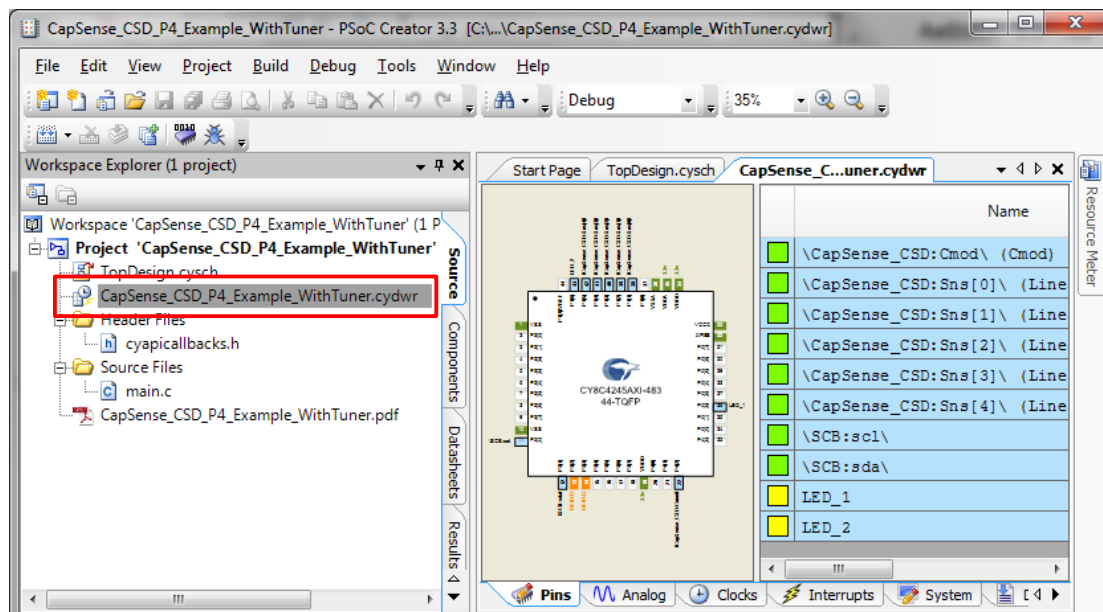 CapSense_CSD_P4_Example_WithTuner - PSoC Creator 3.3 [C:\...\CapSense_CSD_P4_Example_WithTuner.cydwr]
File Edit View Project Build Debug Tools Window Help
Debug 35%
Workspace Explorer (1 project)
Workspace 'CapSense_CSD_P4_Example_WithTuner' (1 P
Project 'CapSense_CSD_P4_Example_WithTuner'
TopDesign.cysch
CapSense_CSD_P4_Example_WithTuner.cydwr
Header Files
cyapicallbacks.h
Source Files
main.c
CapSense_CSD_P4_Example_WithTuner.pdf
Source
Components
Datasheets
Results
Start Page TopDesign.cysch CapSense_C...uner.cydwr
CY8C4245AXI-483
44-TQFP
LED_1
LED_2
Name
\CapSense_CSD:Cmod\ (Cmod)
\CapSense_CSD:Sns[0]\ (Line
\CapSense_CSD:Sns[1]\ (Line
\CapSense_CSD:Sns[2]\ (Line
\CapSense_CSD:Sns[3]\ (Line
\CapSense_CSD:Sns[4]\ (Line
\SCB:scl\
\SCB:sda\
LED_1
LED_2
Pins Analog Clocks Interrupts System
Resource Meter